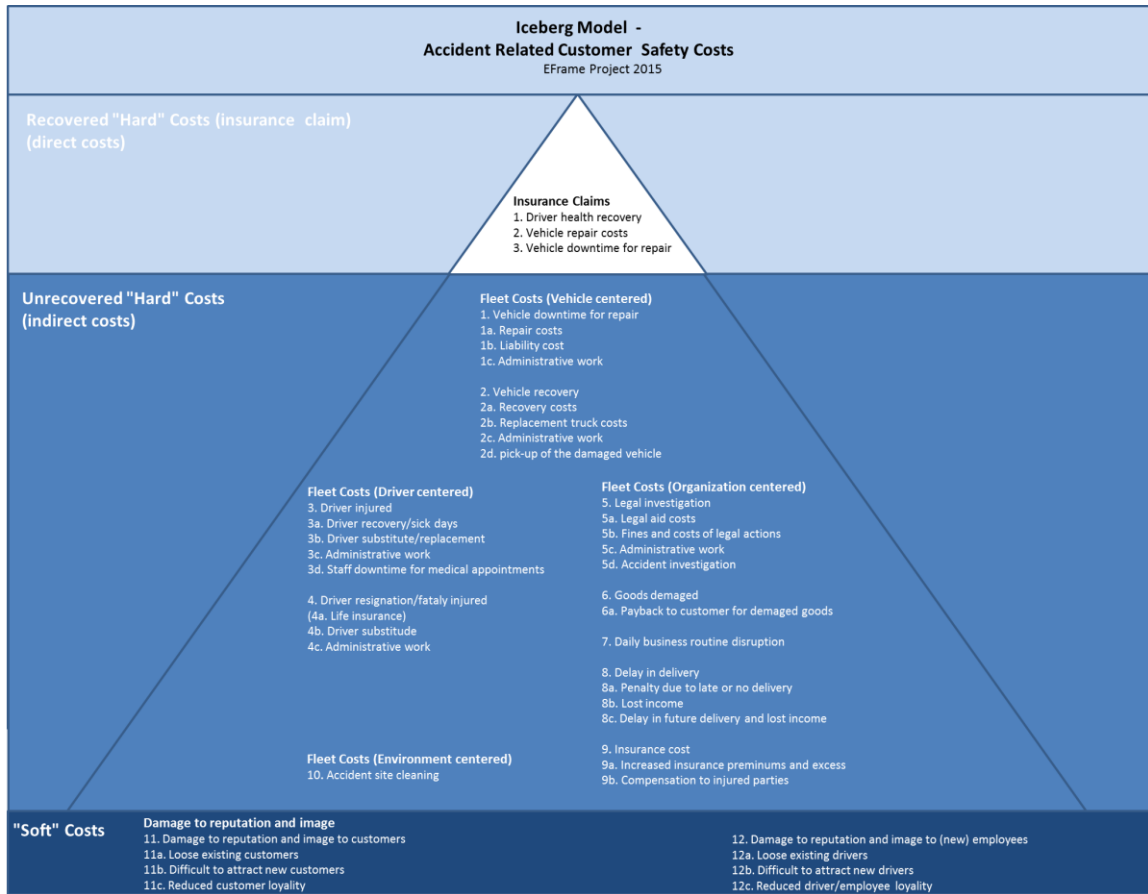 Iceberg Model -
Accident Related Customer Safety Costs
EFrame Project 2015
Recovered "Hard" Costs (insurance claim)
(direct costs)
Insurance Claims
1. Driver health recovery
2. Vehicle repair costs
3. Vehicle downtime for repair
Unrecovered "Hard" Costs
(indirect costs)
Fleet Costs (Vehicle centered)
1. Vehicle downtime for repair
1a. Repair costs
1b. Liability cost
1c. Administrative work
2. Vehicle recovery
2a. Recovery costs
2b. Replacement truck costs
2c. Administrative work
2d. pick-up of the damaged vehicle
Fleet Costs (Driver centered)
3. Driver injured
3a. Driver recovery/sick days
3b. Driver substitute/replacement
3c. Administrative work
3d. Staff downtime for medical appointments
4. Driver resignation/fataly injured
(4a. Life insurance)
4b. Driver substitude
4c. Administrative work
Fleet Costs (Environment centered)
10. Accident site cleaning
Fleet Costs (Organization centered)
5. Legal investigation
5a. Legal aid costs
5b. Fines and costs of legal actions
5c. Administrative work
5d. Accident investigation
6. Goods damaged
6a. Payback to customer for demaged goods
7. Daily business routine disruption
8. Delay in delivery
8a. Penalty due to late or no delivery
8b. Lost income
8c. Delay in future delivery and lost income
9. Insurance cost
9a. Increased insurance preminums and excess
9b. Compensation to injured parties
"Soft" Costs
Damage to reputation and image
11. Damage to reputation and image to customers
11a. Loose existing customers
11b. Difficult to attract new customers
11c. Reduced customer loyality
12. Damage to reputation and image to (new) employees
12a. Loose existing drivers
12b. Difficult to attract new drivers
12c. Reduced driver/employee loyality